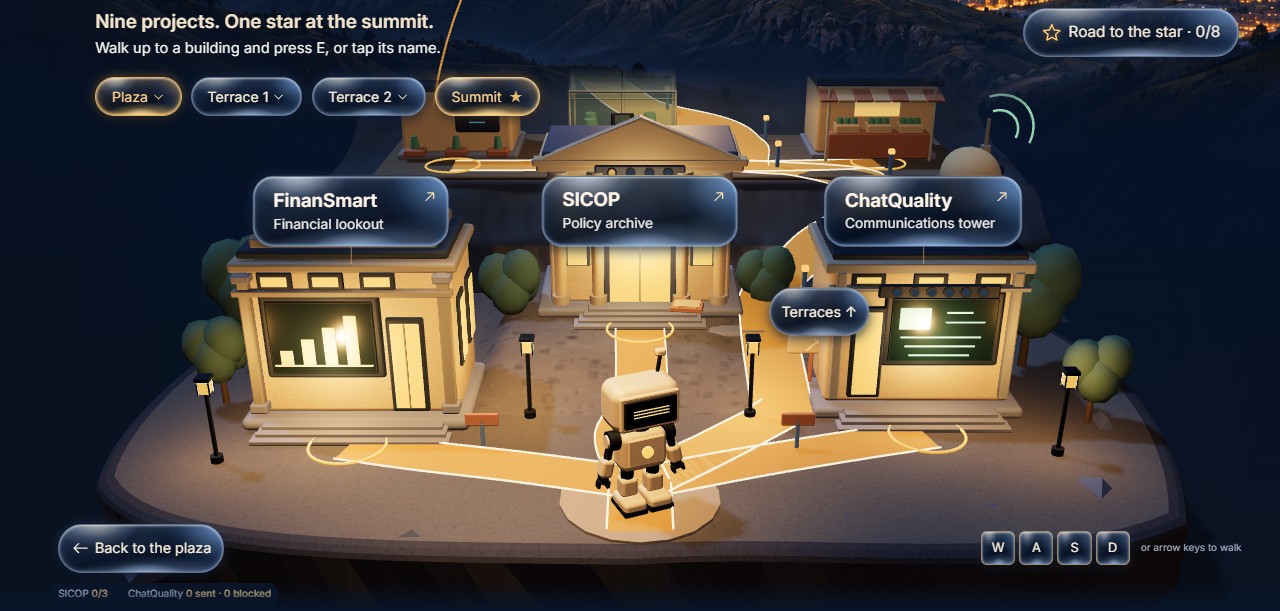 Nine projects. One star at the summit.
Walk up to a building and press E, or tap its name.
Road to the star · 0/8
Plaza
Terrace 1
Terrace 2
Summit ★
FinanSmart ↗
Financial lookout
SICOP ↗
Policy archive
ChatQuality ↗
Communications tower
Terraces ↑
← Back to the plaza
W A S D or arrow keys to walk
SICOP 0/3 ChatQuality 0 sent · 0 blocked